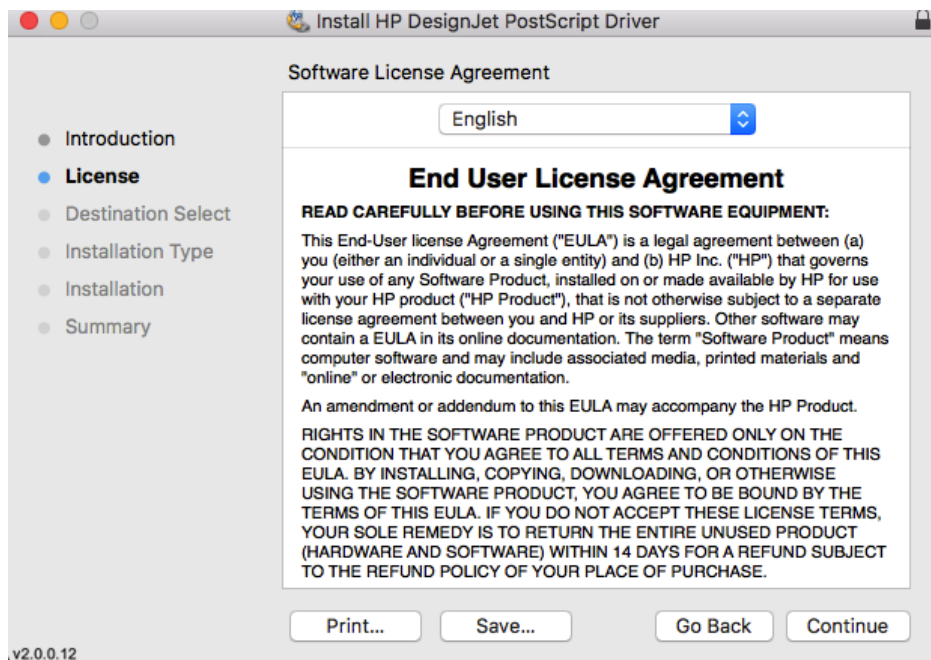 Install HP DesignJet PostScript Driver
Software License Agreement
Introduction
License
Destination Select
Installation Type
Installation
Summary
English
End User License Agreement
READ CAREFULLY BEFORE USING THIS SOFTWARE EQUIPMENT:
This End-User license Agreement ("EULA") is a legal agreement between (a)
you (either an individual or a single entity) and (b) HP Inc. ("HP") that governs
your use of any Software Product, installed on or made available by HP for use
with your HP product ("HP Product"), that is not otherwise subject to a separate
license agreement between you and HP or its suppliers. Other software may
contain a EULA in its online documentation. The term "Software Product" means
computer software and may include associated media, printed materials and
"online" or electronic documentation.
An amendment or addendum to this EULA may accompany the HP Product.
RIGHTS IN THE SOFTWARE PRODUCT ARE OFFERED ONLY ON THE
CONDITION THAT YOU AGREE TO ALL TERMS AND CONDITIONS OF THIS
EULA. BY INSTALLING, COPYING, DOWNLOADING, OR OTHERWISE
USING THE SOFTWARE PRODUCT, YOU AGREE TO BE BOUND BY THE
TERMS OF THIS EULA. IF YOU DO NOT ACCEPT THESE LICENSE TERMS,
YOUR SOLE REMEDY IS TO RETURN THE ENTIRE UNUSED PRODUCT
(HARDWARE AND SOFTWARE) WITHIN 14 DAYS FOR A REFUND SUBJECT
TO THE REFUND POLICY OF YOUR PLACE OF PURCHASE.
Print... Save... Go Back Continue
v2.0.0.12